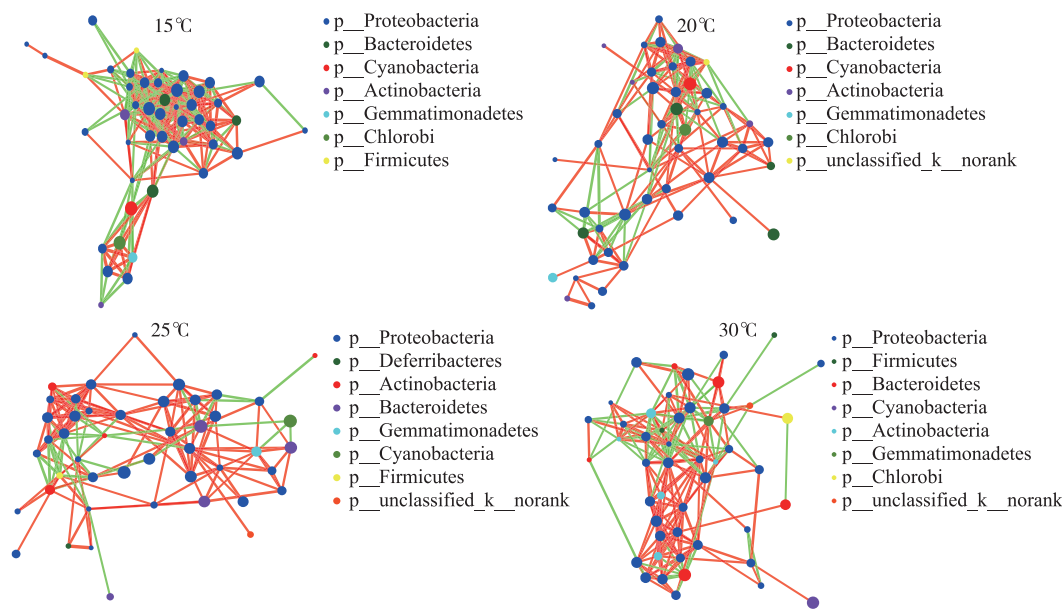 15℃
p__Proteobacteria
p__Bacteroidetes
p__Cyanobacteria
p__Actinobacteria
p__Gemmatimonadetes
p__Chlorobi
p__Firmicutes
20℃
p__Proteobacteria
p__Bacteroidetes
p__Cyanobacteria
p__Actinobacteria
p__Gemmatimonadetes
p__Chlorobi
p__unclassified_k__norank
25℃
p__Proteobacteria
p__Deferribacteres
p__Actinobacteria
p__Bacteroidetes
p__Gemmatimonadetes
p__Cyanobacteria
p__Firmicutes
p__unclassified_k__norank
30℃
p__Proteobacteria
p__Firmicutes
p__Bacteroidetes
p__Cyanobacteria
p__Actinobacteria
p__Gemmatimonadetes
p__Chlorobi
p__unclassified_k__norank